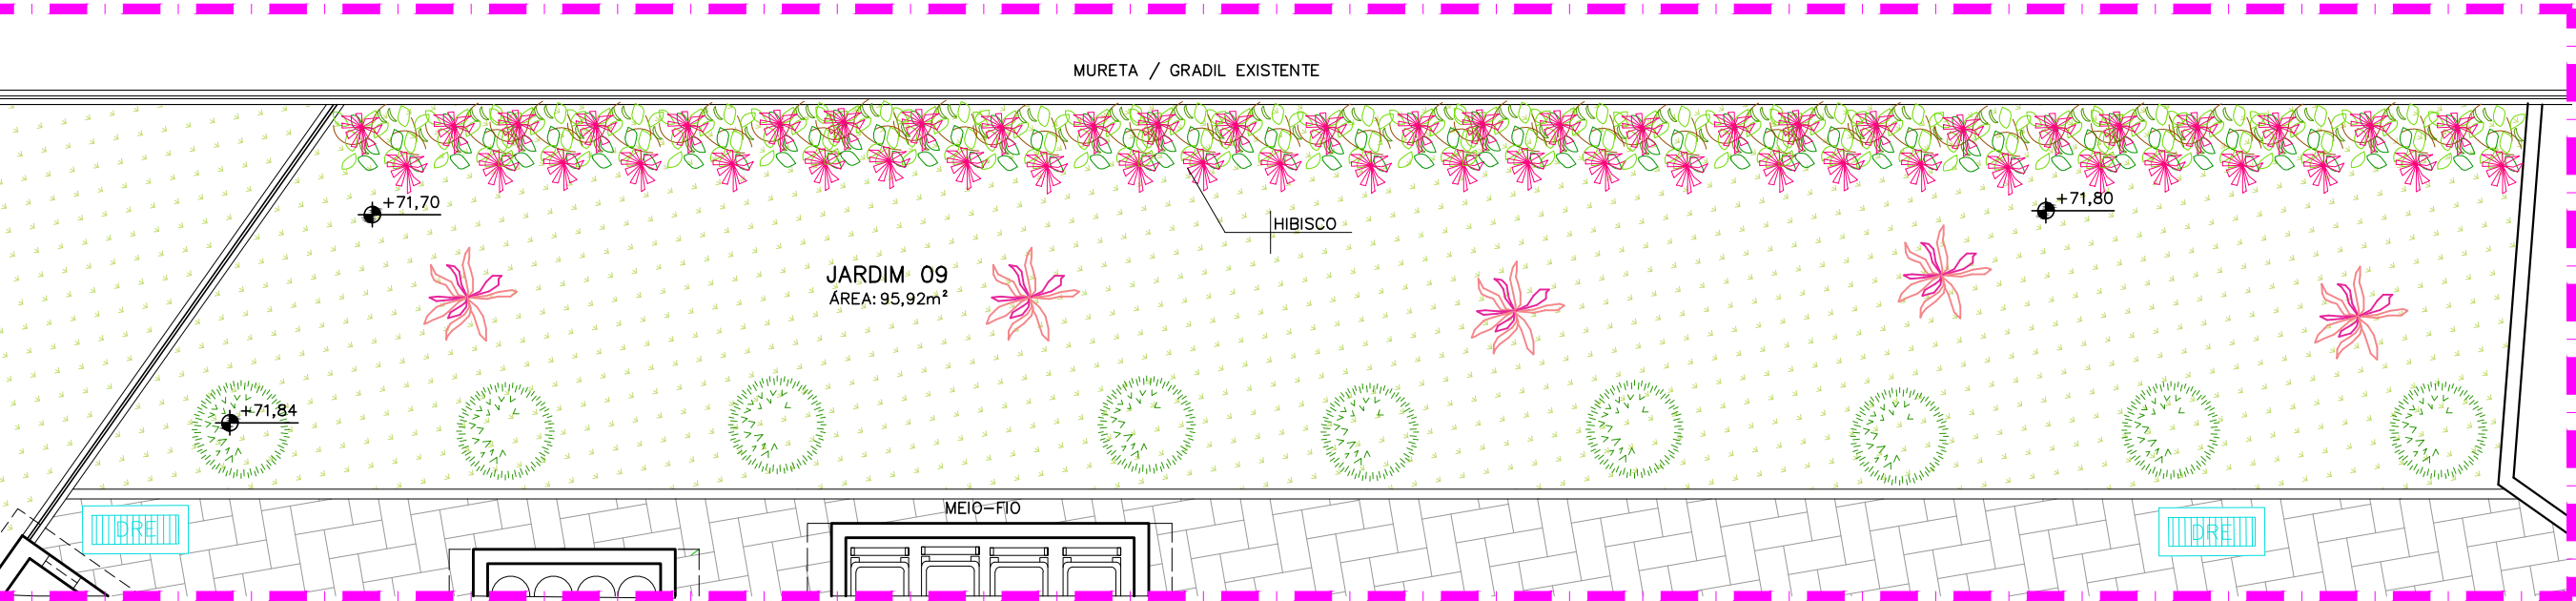 MURETA / GRADIL EXISTENTE
+71,70
+71,80
HIBISCO
JARDIM 09
ÁREA: 95,92m²
+71,84
MEIO-FIO
DRE
DRE